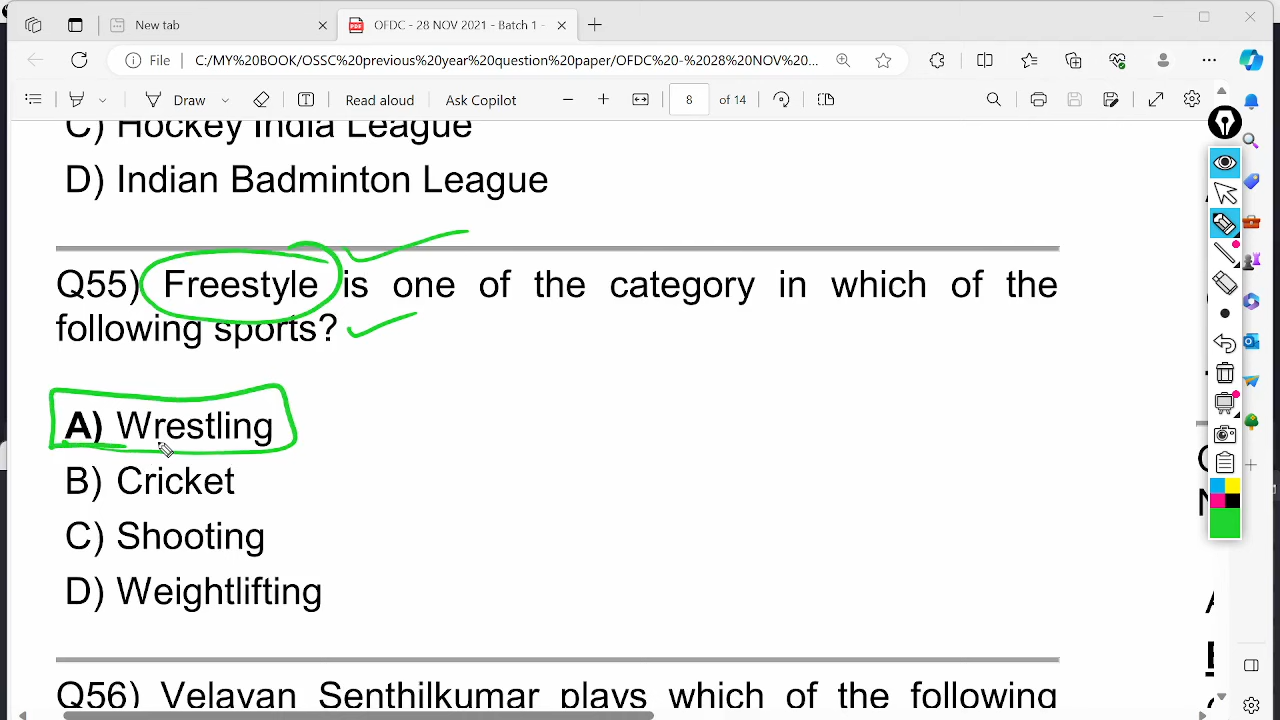 New tab
OFDC - 28 NOV 2021 - Batch 1 -
File
C:/MY%20BOOK/OSSC%20previous%20year%20question%20paper/OFDC%20-%2028%20NOV%20...
Draw
Read aloud
Ask Copilot
8 of 14
C) Hockey India League
D) Indian Badminton League
Q55) Freestyle is one of the category in which of the
following sports?
A) Wrestling
B) Cricket
C) Shooting
D) Weightlifting
Q56) Velavan Senthilkumar plays which of the following